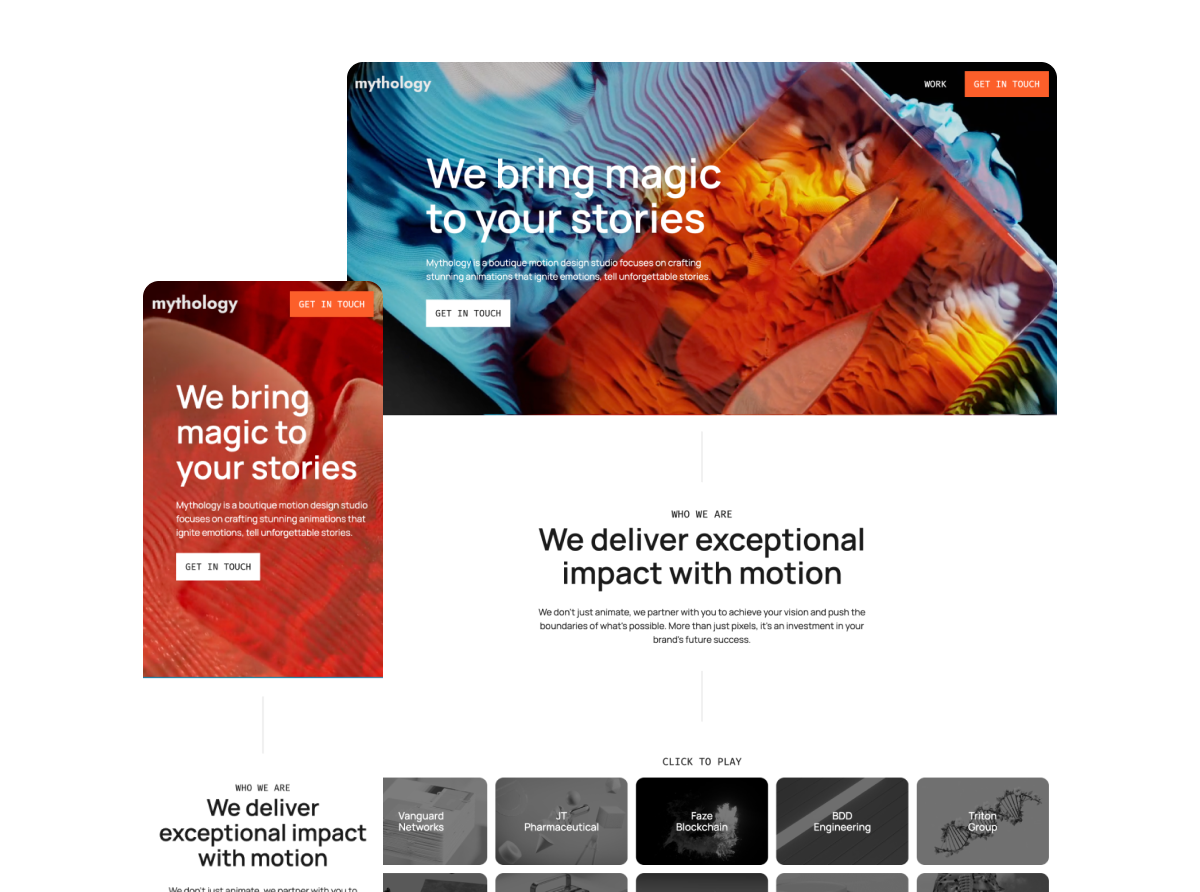 mythology
WORK
GET IN TOUCH
We bring magic
to your stories
Mythology is a boutique motion design studio focuses on crafting
stunning animations that ignite emotions, tell unforgettable stories.
GET IN TOUCH
WHO WE ARE
We deliver exceptional
impact with motion
We don't just animate, we partner with you to achieve your vision and push the
boundaries of what's possible. More than just pixels, it's an investment in your
brand's future success.
CLICK TO PLAY
Vanguard
Networks
JT
Pharmaceutical
Faze
Blockchain
BDD
Engineering
Triton
Group
mythology
GET IN TOUCH
We bring
magic to
your stories
Mythology is a boutique motion design studio
focuses on crafting stunning animations that
ignite emotions, tell unforgettable stories.
GET IN TOUCH
WHO WE ARE
We deliver
exceptional impact
with motion
We don't just animate, we partner with you to